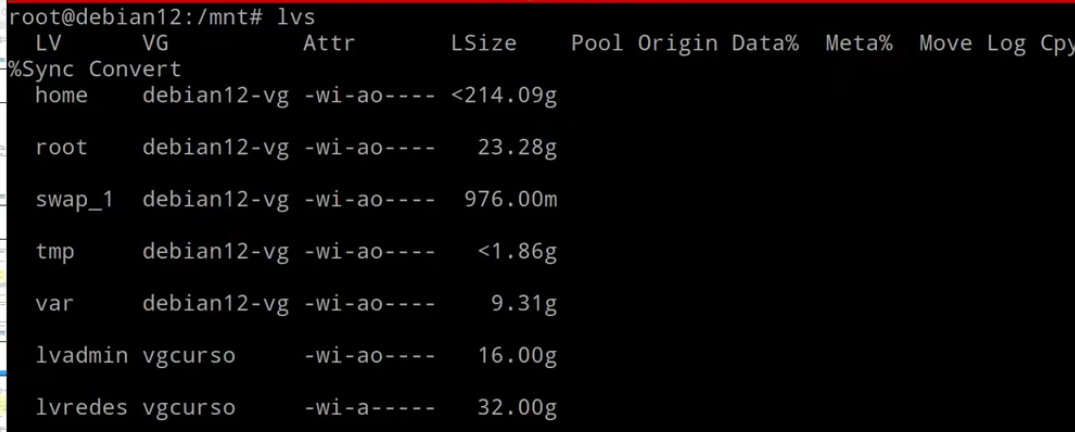 root@debian12:/mnt# lvs
LV VG Attr LSize Pool Origin Data% Meta% Move Log Cpy
%Sync Convert
home debian12-vg -wi-ao---- <214.09g
root debian12-vg -wi-ao---- 23.28g
swap_1 debian12-vg -wi-ao---- 976.00m
tmp debian12-vg -wi-ao---- <1.86g
var debian12-vg -wi-ao---- 9.31g
lvadmin vgcurso -wi-ao---- 16.00g
lvredes vgcurso -wi-a----- 32.00g